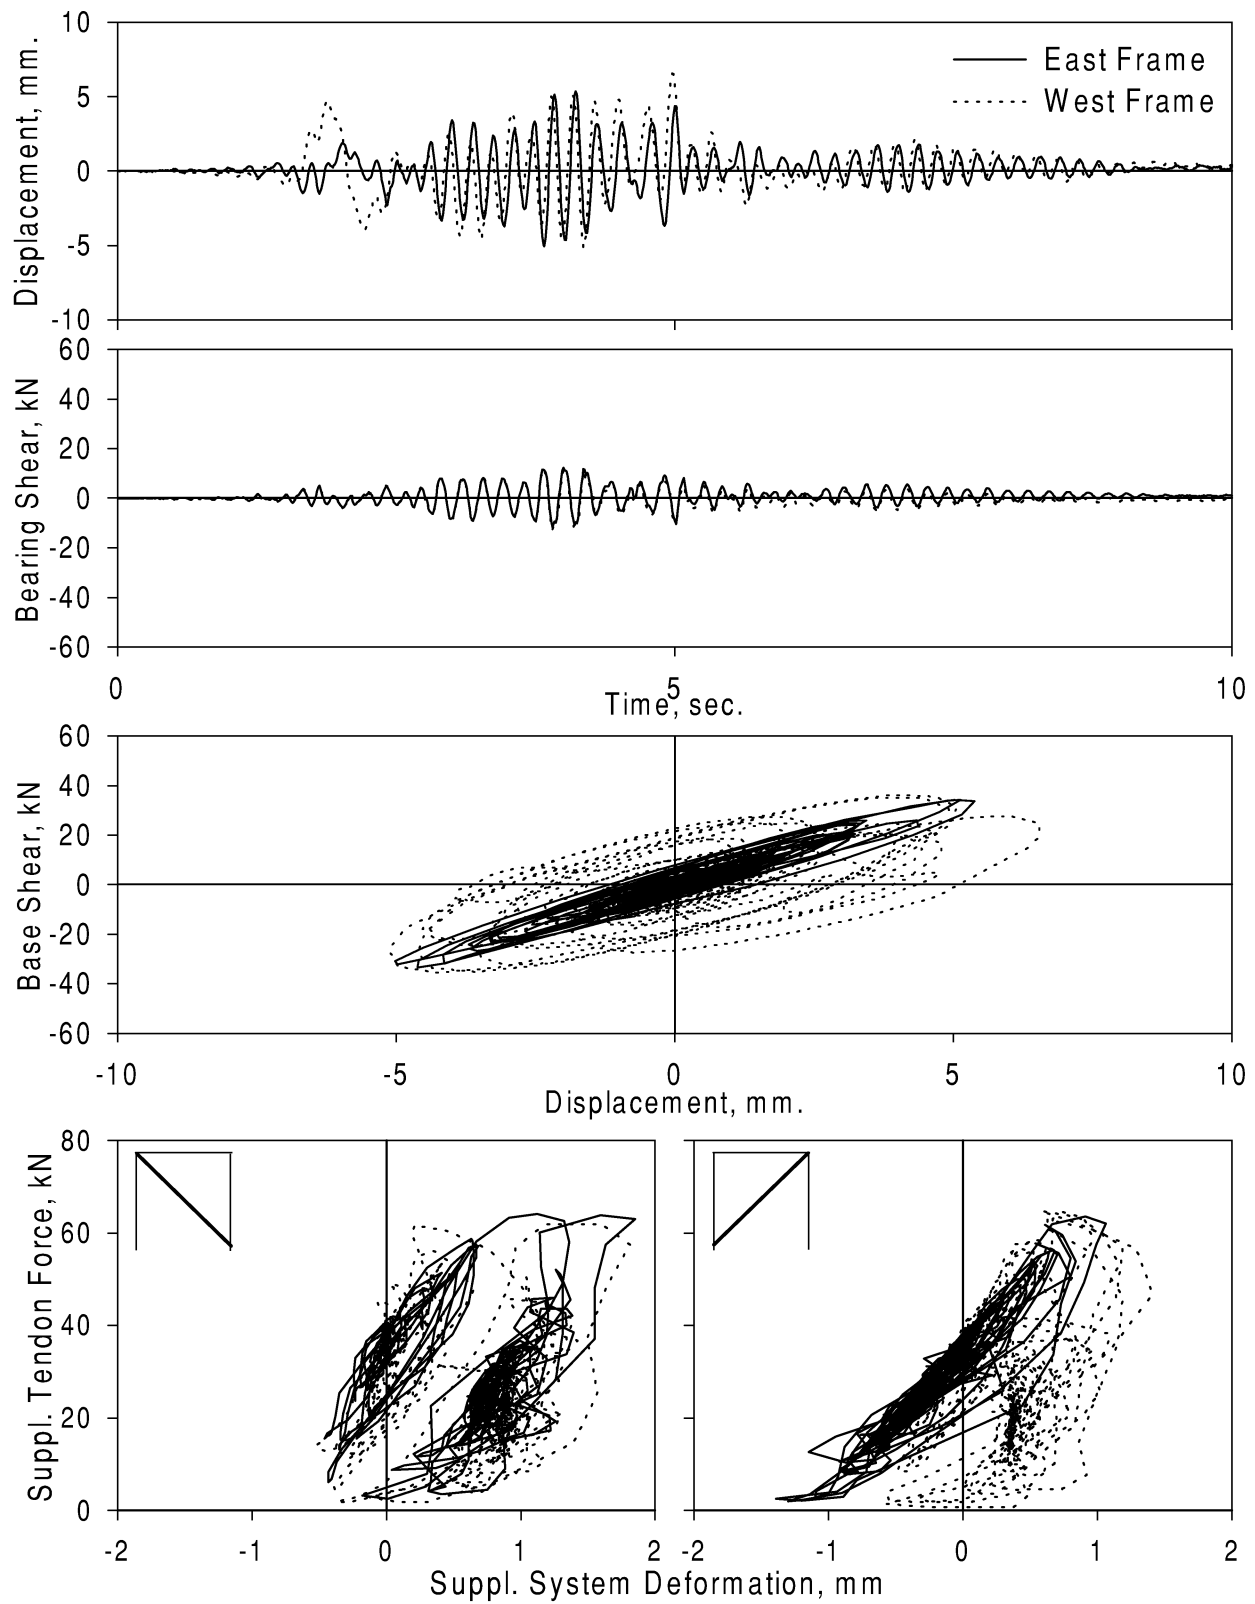 10
5
0
-5
-10
Displacement, mm.
East Frame
West Frame
60
40
20
0
-20
-40
-60
Bearing Shear, kN
0 5 10
Time, sec.
60
40
20
0
-20
-40
-60
Base Shear, kN
-10 -5 0 5 10
Displacement, mm.
80
60
40
20
0
Suppl. Tendon Force, kN
-2 -1 0 1 2 -2 -1 0 1 2
Suppl. System Deformation, mm